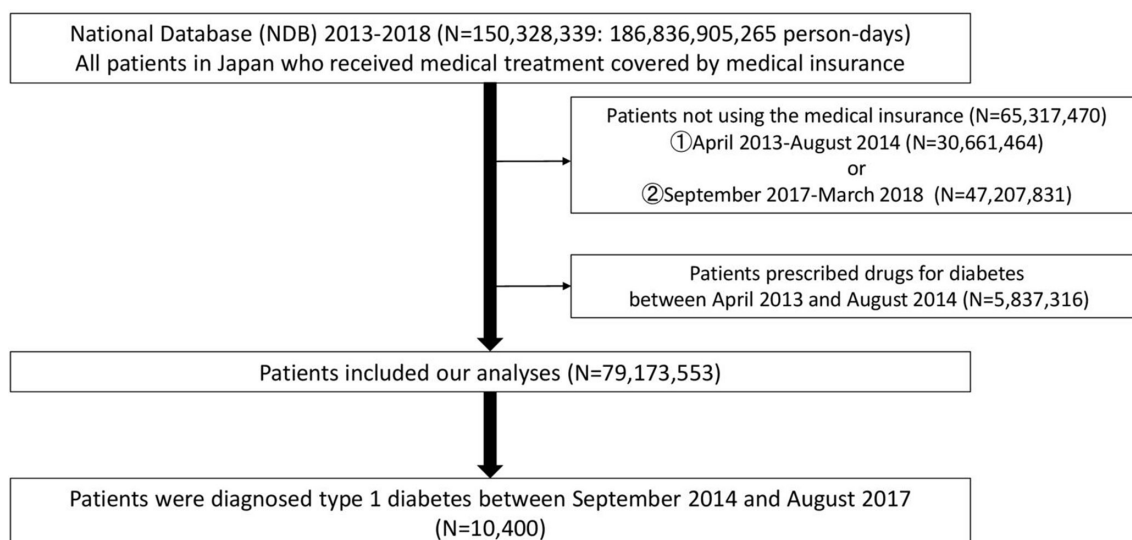 National Database (NDB) 2013-2018 (N=150,328,339: 186,836,905,265 person-days)
All patients in Japan who received medical treatment covered by medical insurance
Patients not using the medical insurance (N=65,317,470)
①April 2013-August 2014 (N=30,661,464)
or
②September 2017-March 2018 (N=47,207,831)
Patients prescribed drugs for diabetes
between April 2013 and August 2014 (N=5,837,316)
Patients included our analyses (N=79,173,553)
Patients were diagnosed type 1 diabetes between September 2014 and August 2017
(N=10,400)